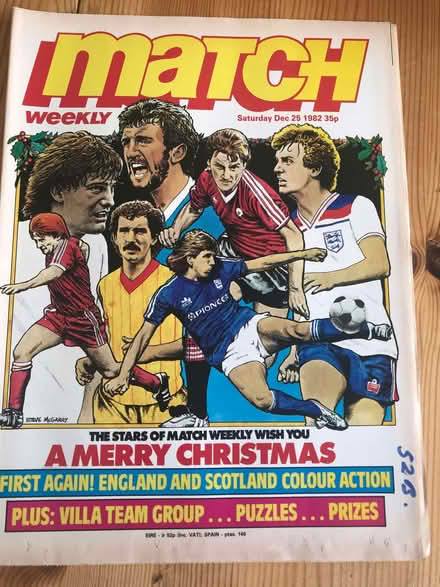 match
WEEKLY
Saturday Dec 25 1982 35p
PIONEER
STEVE McGARRY
THE STARS OF MATCH WEEKLY WISH YOU
A MERRY CHRISTMAS
FIRST AGAIN! ENGLAND AND SCOTLAND COLOUR ACTION
PLUS: VILLA TEAM GROUP . . . PUZZLES . . . PRIZES